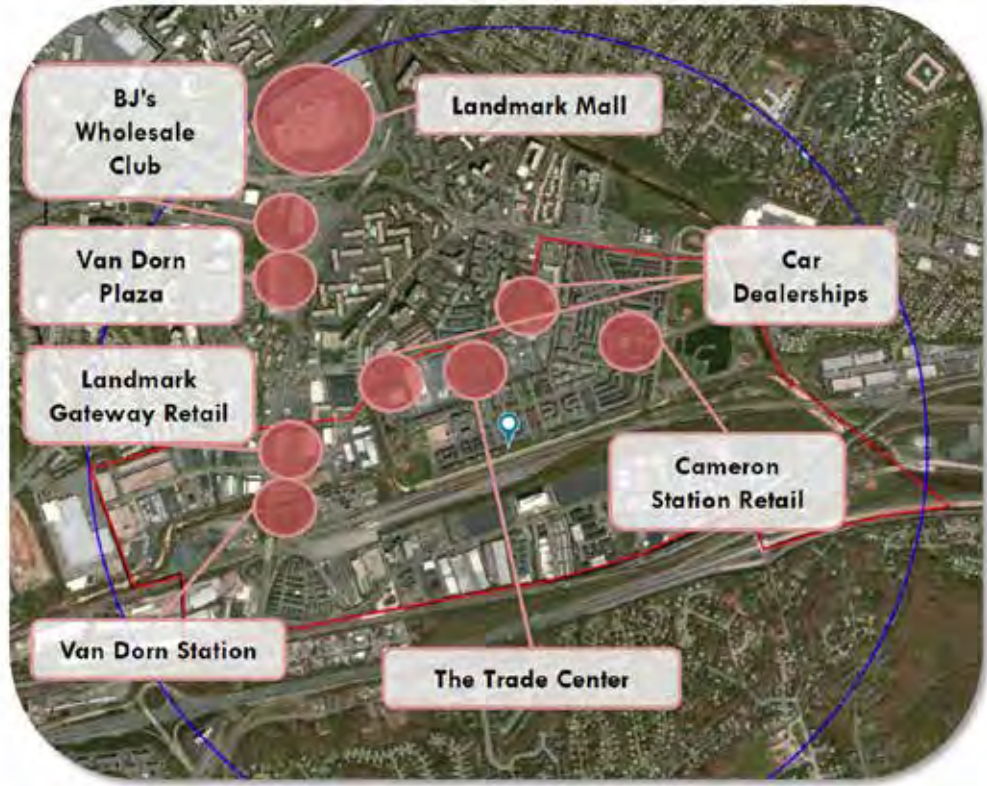 BJ's
Wholesale
Club
Landmark Mall
Van Dorn
Plaza
Car
Dealerships
Landmark
Gateway Retail
Cameron
Station Retail
Van Dorn Station
The Trade Center